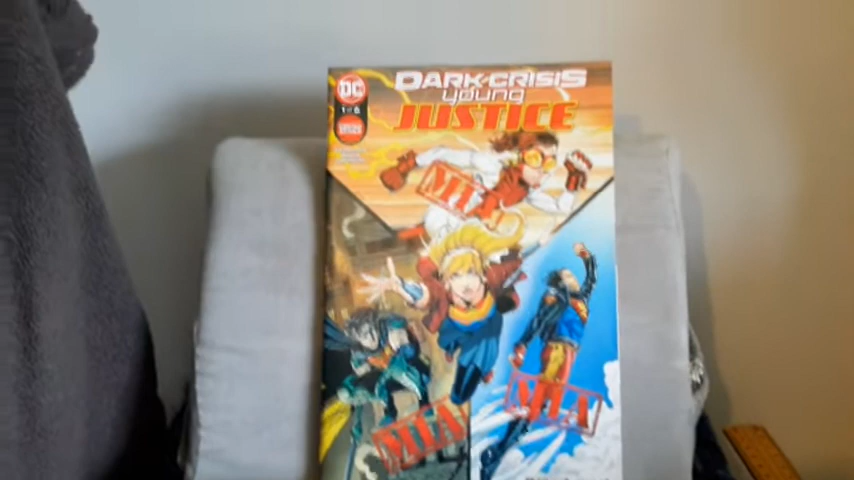 DC
1 of 6
DARK CRISIS
young
JUSTICE
MIA
MIA
MIA